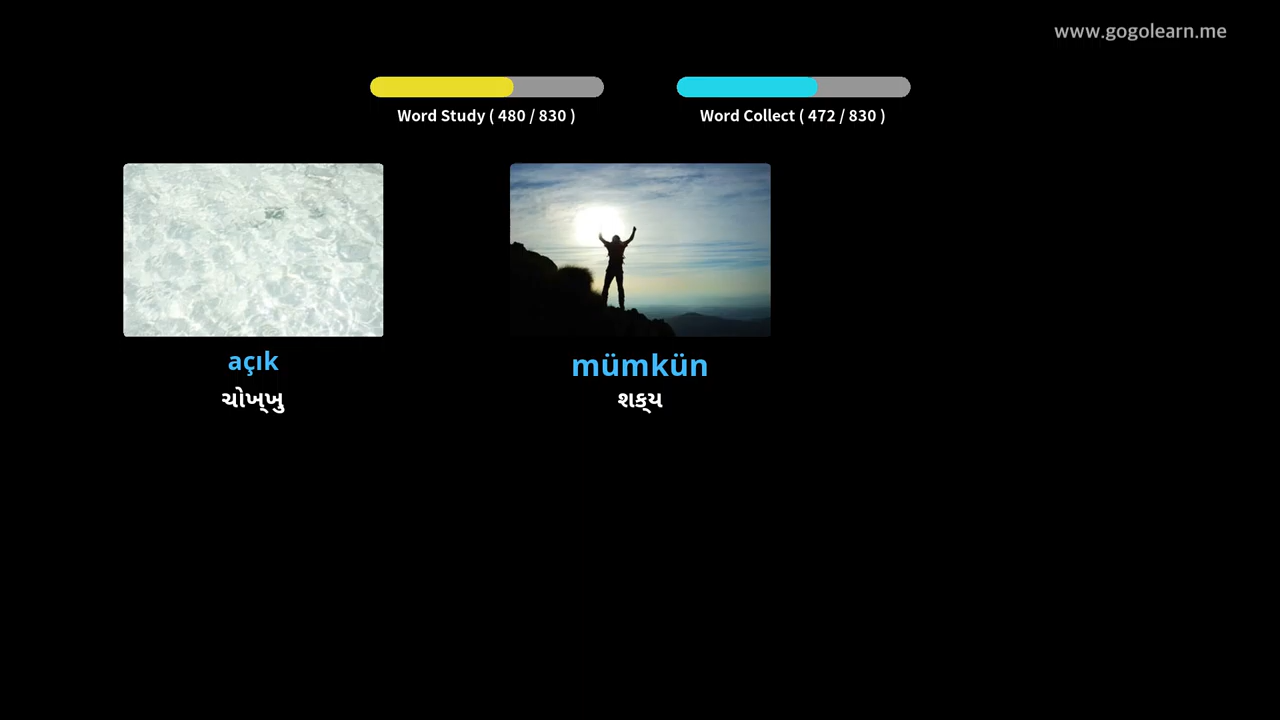 www.gogolearn.me
Word Study ( 480 / 830 )
Word Collect ( 472 / 830 )
açık
ચોખ્ખુ
mümkün
શક્ય